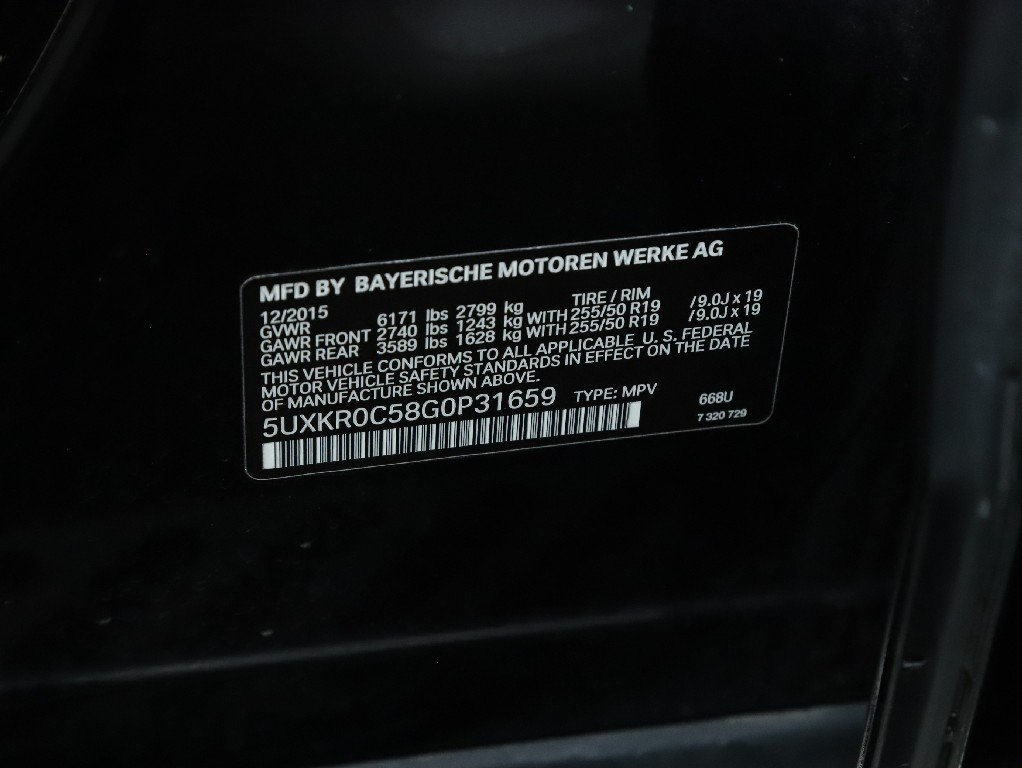 MFD BY BAYERISCHE MOTOREN WERKE AG
12/2015 TIRE / RIM
GVWR 6171 lbs 2799 kg
GAWR FRONT 2740 lbs 1243 kg WITH 255/50 R19 /9.0J x 19
GAWR REAR 3589 lbs 1628 kg WITH 255/50 R19 /9.0J x 19
THIS VEHICLE CONFORMS TO ALL APPLICABLE U. S. FEDERAL
MOTOR VEHICLE SAFETY STANDARDS IN EFFECT ON THE DATE
OF MANUFACTURE SHOWN ABOVE.
5UXKR0C58G0P31659 TYPE: MPV 668U
7 320 729